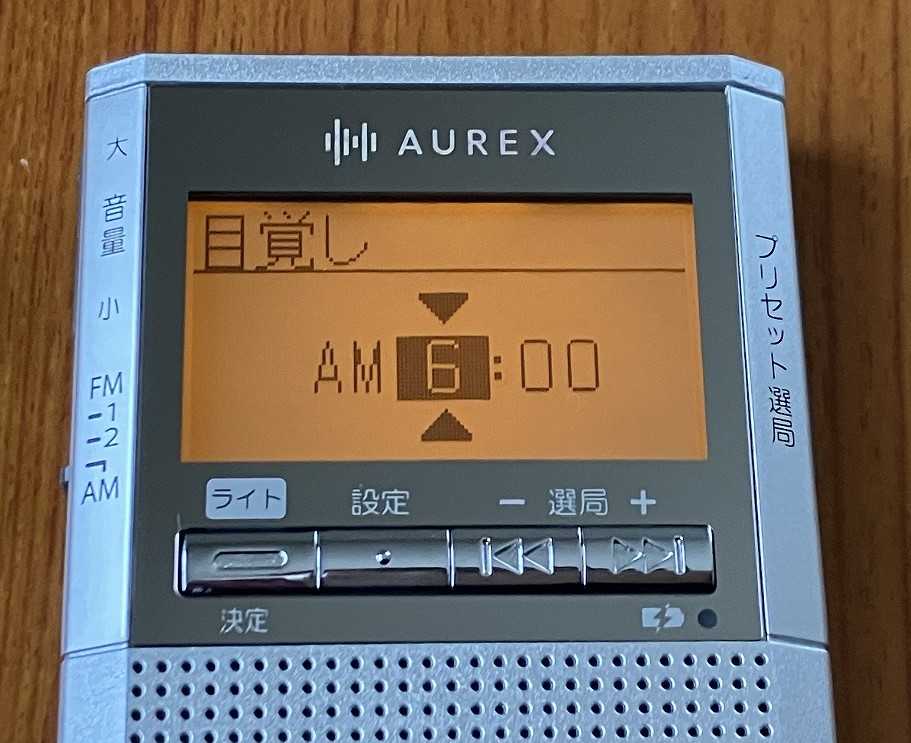 AUREX
大
音量
小
FM
1
2
AM
目覚し
AM 6:00
プリセット選局
ライト
設定
− 選局 +
決定